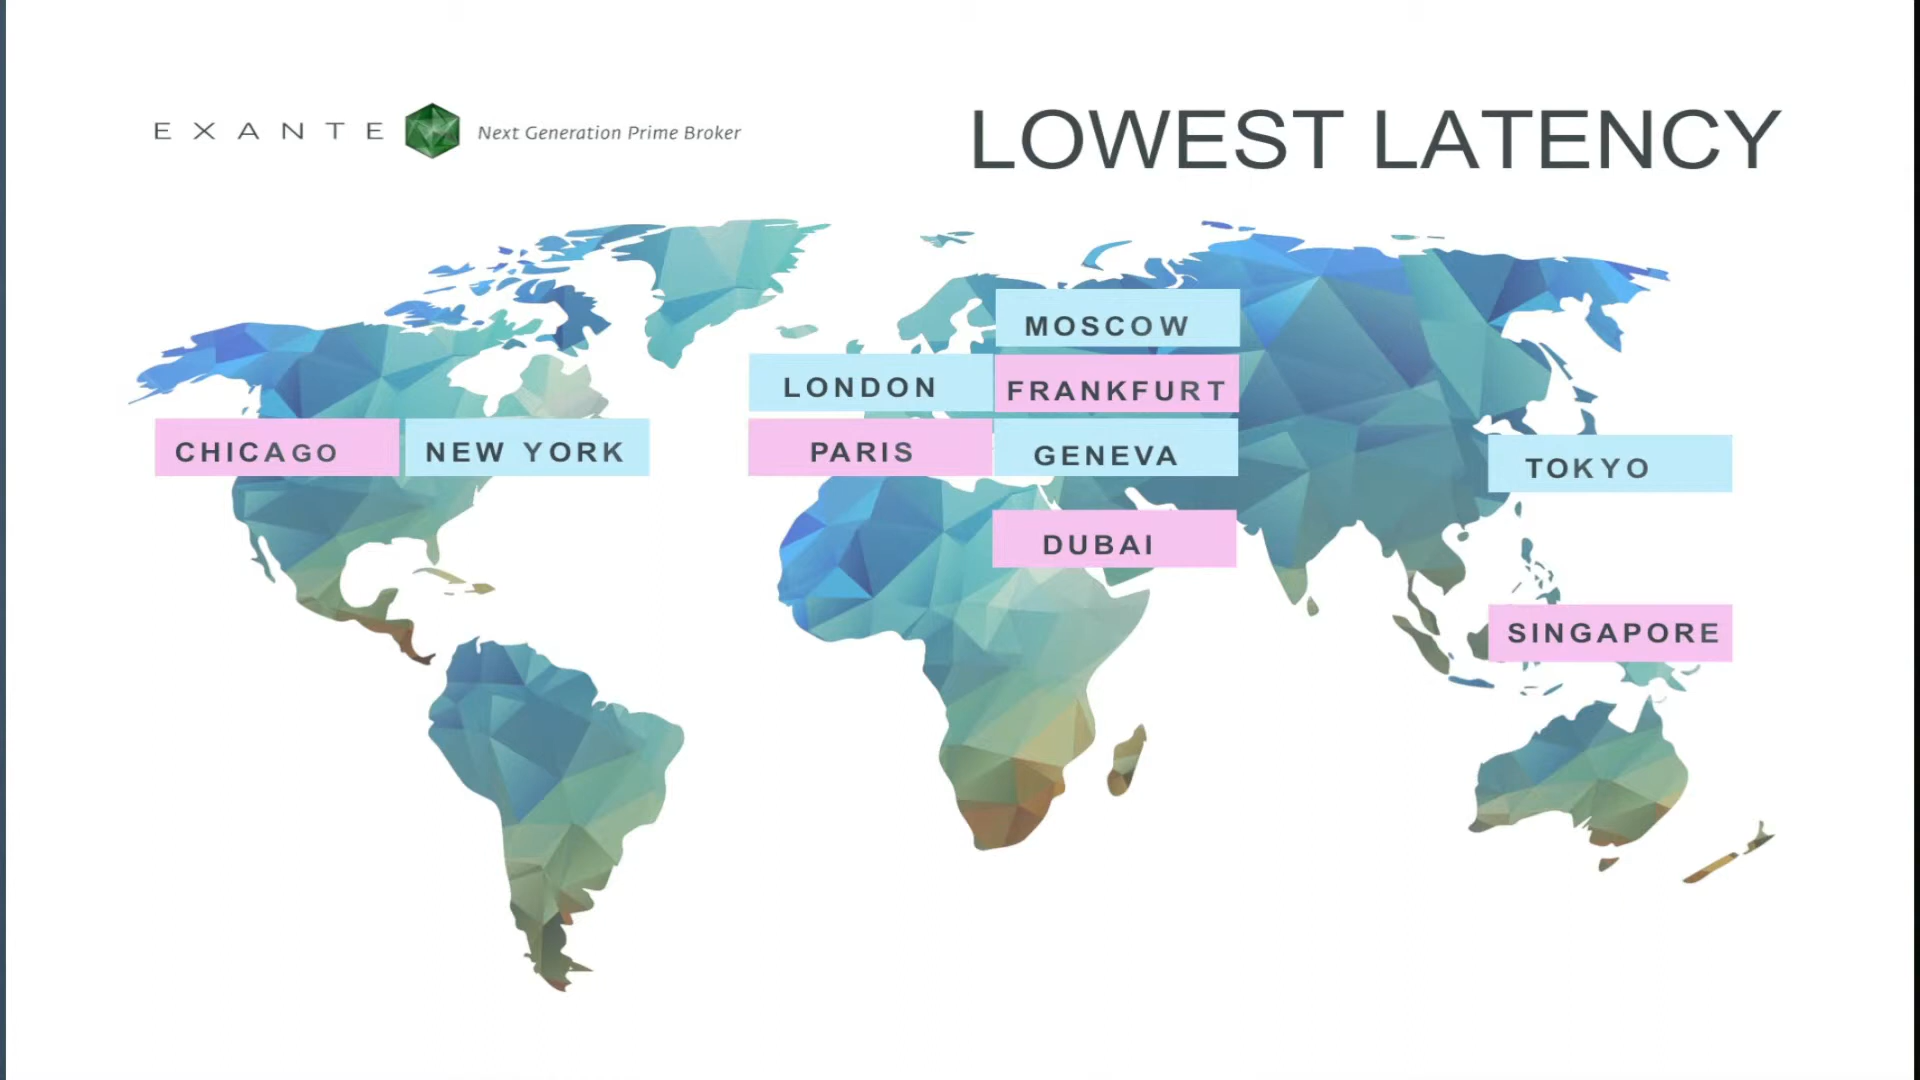 EXANTE Next Generation Prime Broker
LOWEST LATENCY
MOSCOW
LONDON
FRANKFURT
CHICAGO
NEW YORK
PARIS
GENEVA
TOKYO
DUBAI
SINGAPORE